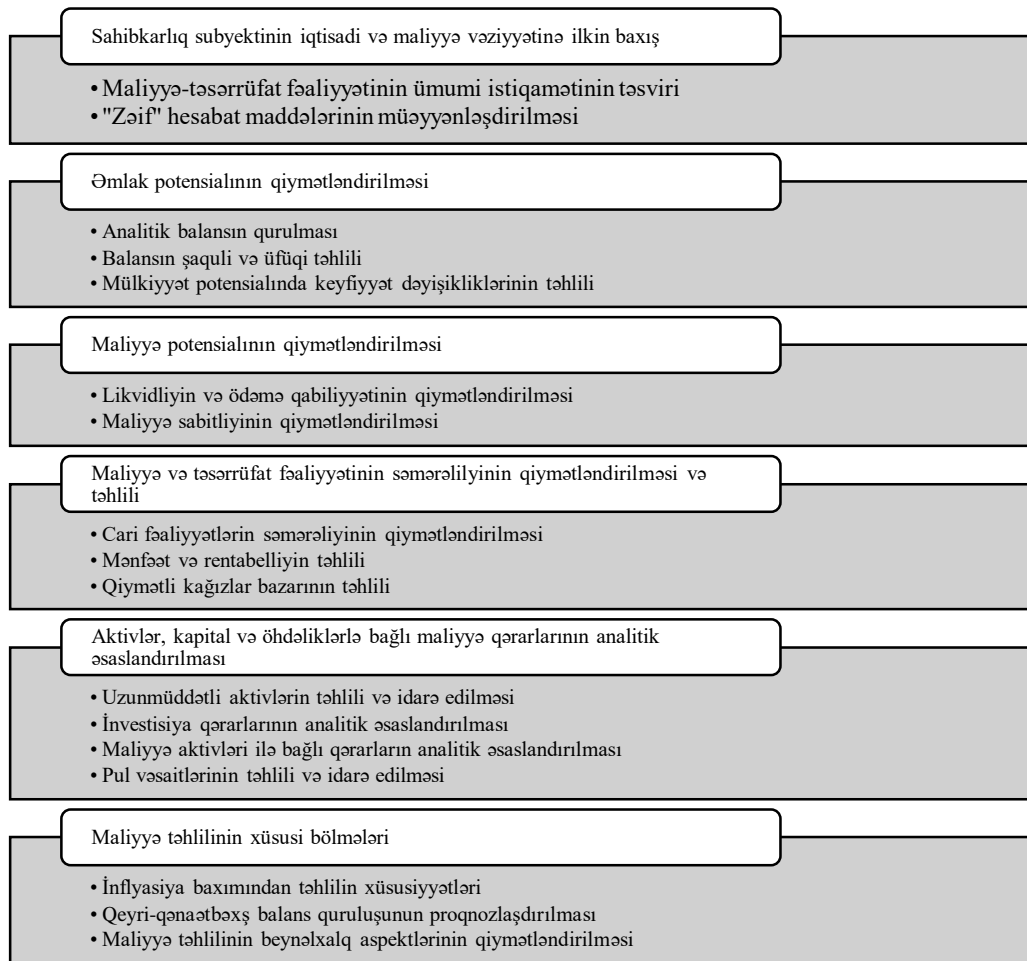 Sahibkarlıq subyektinin iqtisadi və maliyyə vəziyyətinə ilkin baxış
• Maliyyə-təsərrüfat fəaliyyətinin ümumi istiqamətinin təsviri
• "Zəif" hesabat maddələrinin müəyyənləşdirilməsi
Əmlak potensialının qiymətləndirilməsi
• Analitik balansın qurulması
• Balansın şaquli və üfüqi təhlili
• Mülkiyyət potensialında keyfiyyət dəyişikliklərinin təhlili
Maliyyə potensialının qiymətləndirilməsi
• Likvidliyin və ödəmə qabiliyyətinin qiymətləndirilməsi
• Maliyyə sabitliyinin qiymətləndirilməsi
Maliyyə və təsərrüfat fəaliyyətinin səmərəlilyinin qiymətləndirilməsi və
təhlili
• Cari fəaliyyətlərin səmərəliyinin qiymətləndirilməsi
• Mənfəət və rentabelliyin təhlili
• Qiymətli kağızlar bazarının təhlili
Aktivlər, kapital və öhdəliklərlə bağlı maliyyə qərarlarının analitik
əsaslandırılması
• Uzunmüddətli aktivlərin təhlili və idarə edilməsi
• İnvestisiya qərarlarının analitik əsaslandırılması
• Maliyyə aktivləri ilə bağlı qərarların analitik əsaslandırılması
• Pul vəsaitlərinin təhlili və idarə edilməsi
Maliyyə təhlilinin xüsusi bölmələri
• İnflyasiya baxımından təhlilin xüsusiyyətləri
• Qeyri-qənaətbəxş balans quruluşunun proqnozlaşdırılması
• Maliyyə təhlilinin beynəlxalq aspektlərinin qiymətləndirilməsi